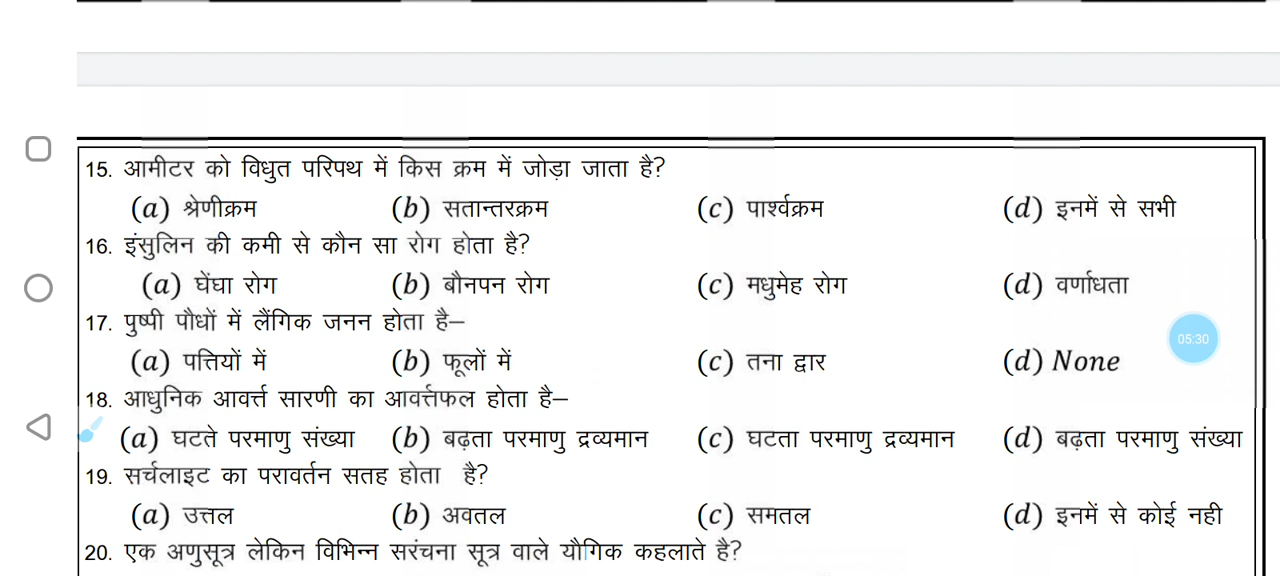 15. आमीटर को विधुत परिपथ में किस क्रम में जोड़ा जाता है?
(a) श्रेणीक्रम (b) सतान्तरक्रम (c) पार्श्वक्रम (d) इनमें से सभी
16. इंसुलिन की कमी से कौन सा रोग होता है?
(a) घेंघा रोग (b) बौनपन रोग (c) मधुमेह रोग (d) वर्णाधता
17. पुष्पी पौधों में लैंगिक जनन होता है–
(a) पत्तियों में (b) फूलों में (c) तना द्वार (d) None
05:30
18. आधुनिक आवर्त्त सारणी का आवर्त्तफल होता है–
(a) घटते परमाणु संख्या (b) बढ़ता परमाणु द्रव्यमान (c) घटता परमाणु द्रव्यमान (d) बढ़ता परमाणु संख्या
19. सर्चलाइट का परावर्तन सतह होता है?
(a) उत्तल (b) अवतल (c) समतल (d) इनमें से कोई नही
20. एक अणुसूत्र लेकिन विभिन्न सरंचना सूत्र वाले यौगिक कहलाते है?